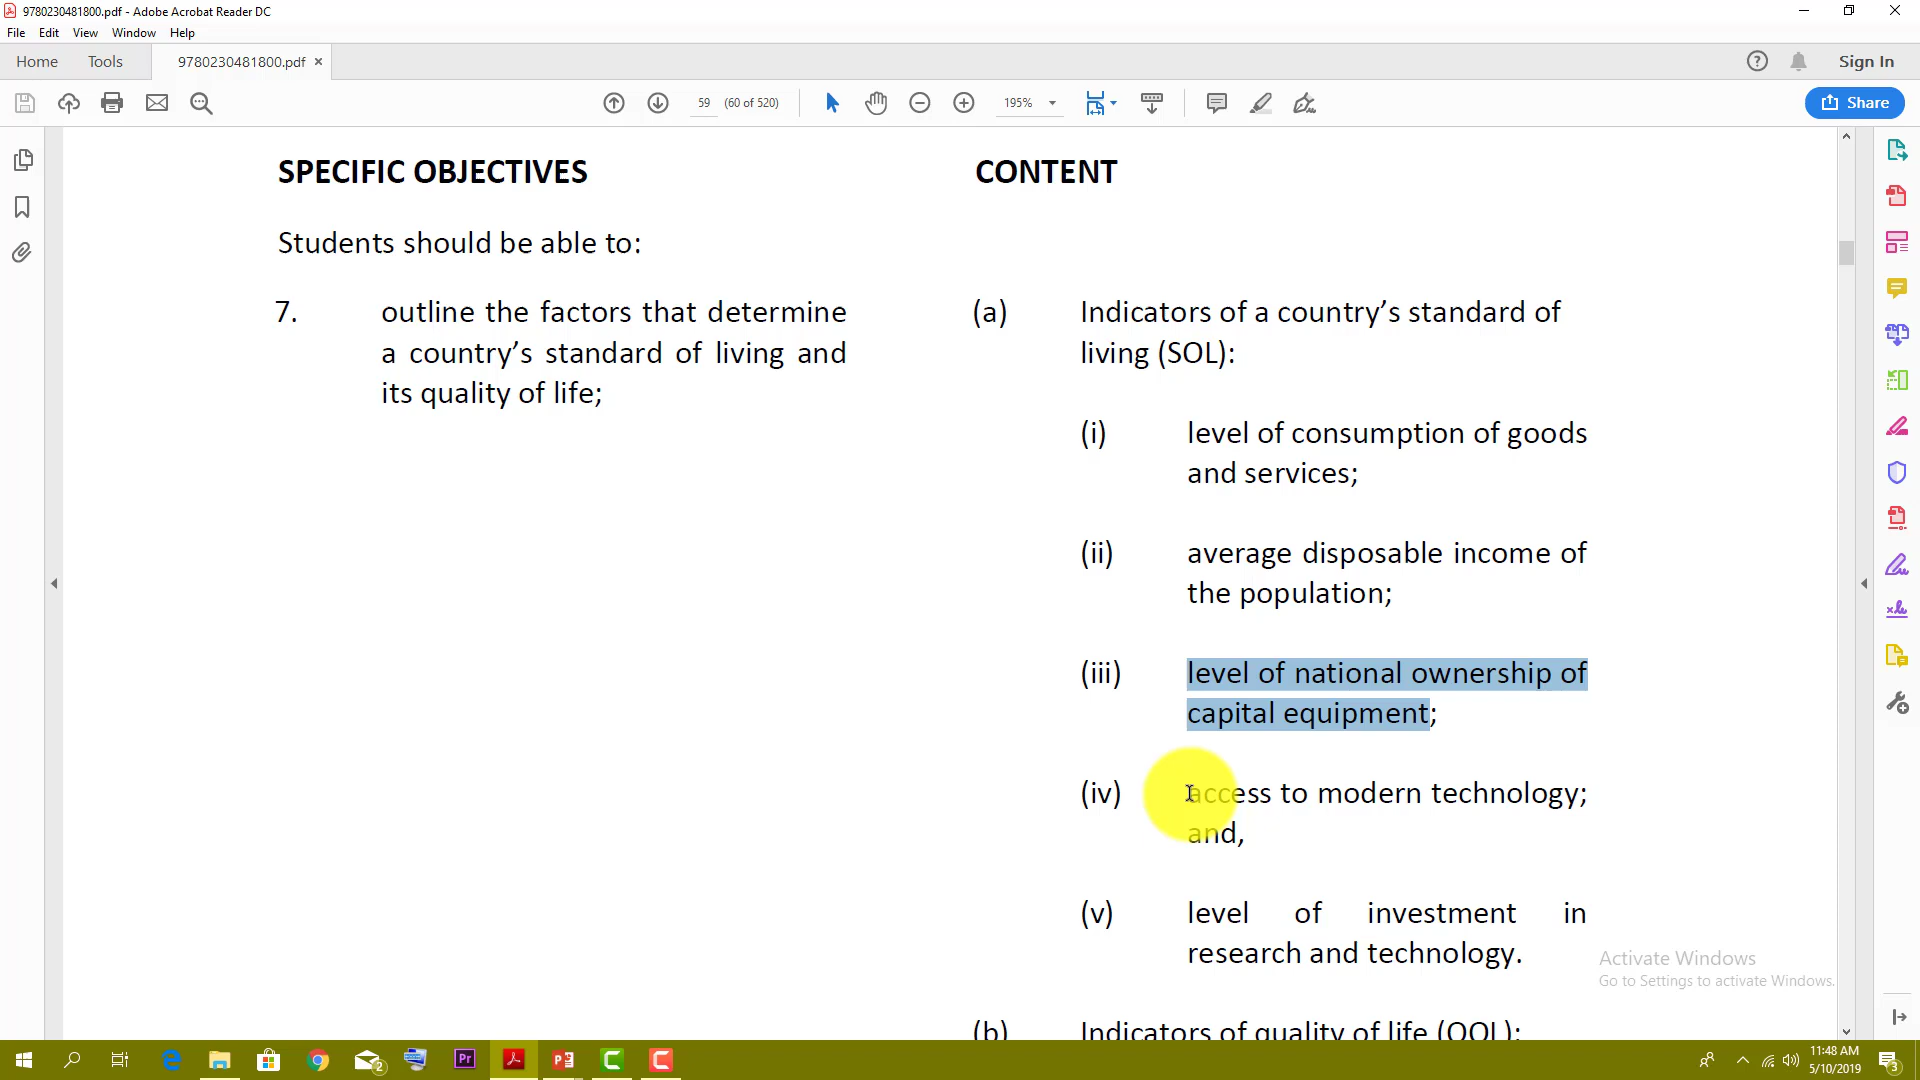 9780230481800.pdf - Adobe Acrobat Reader DC
File Edit View Window Help
Home Tools 9780230481800.pdf × Sign In
59 (60 of 520) 195% Share
SPECIFIC OBJECTIVES CONTENT
Students should be able to:
7. outline the factors that determine
a country’s standard of living and
its quality of life;
(a) Indicators of a country’s standard of
living (SOL):
(i) level of consumption of goods
and services;
(ii) average disposable income of
the population;
(iii) level of national ownership of
capital equipment;
(iv) access to modern technology;
and,
(v) level of investment in
research and technology.
(b) Indicators of quality of life (QOL):
Activate Windows
Go to Settings to activate Windows.
2 Pr
11:48 AM
5/10/2019
3